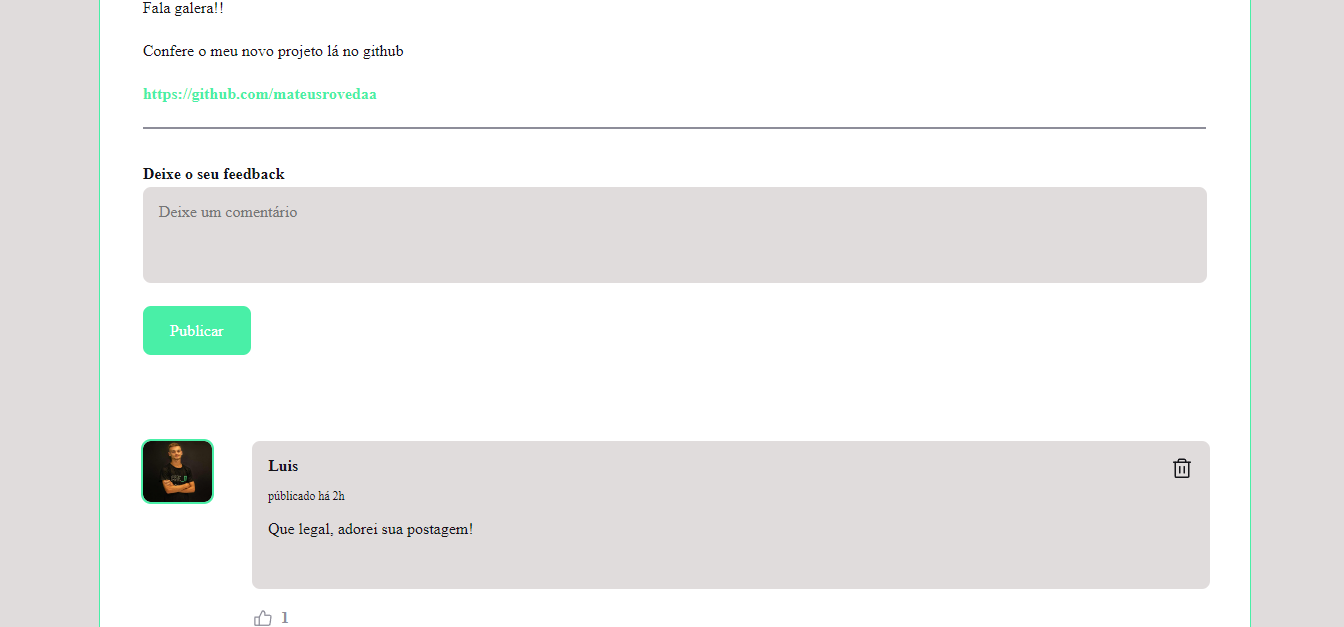 Fala galera!!
Confere o meu novo projeto lá no github
https://github.com/mateusrovedaa
Deixe o seu feedback
Deixe um comentário
Publicar
Luis
públicado há 2h
Que legal, adorei sua postagem!
1